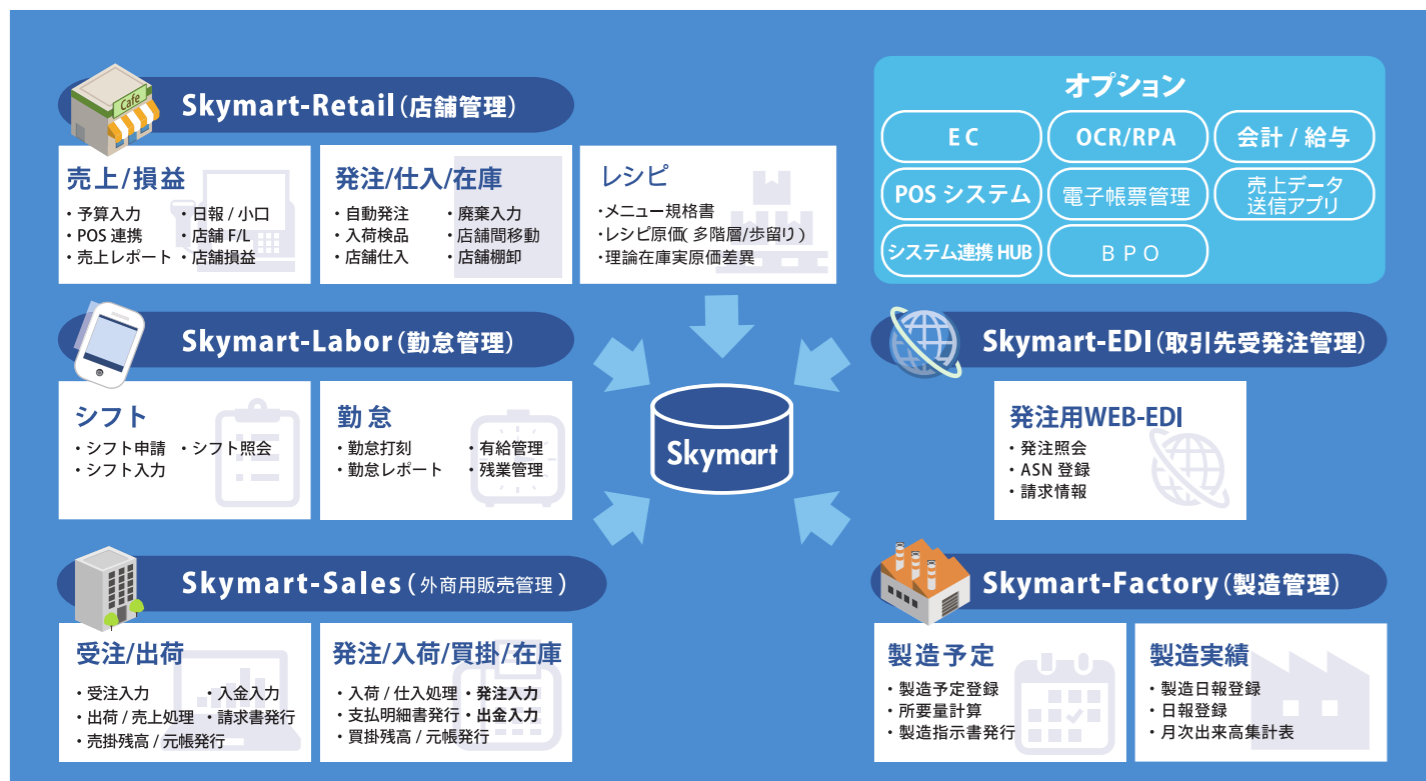 Cafe
Skymart-Retail(店舗管理)
売上/損益
・予算入力 ・日報 / 小口
・POS 連携 ・店舗 F/L
・売上レポート ・店舗損益
発注/仕入/在庫
・自動発注 ・廃棄入力
・入荷検品 ・店舗間移動
・店舗仕入 ・店舗棚卸
レシピ
・メニュー規格書
・レシピ原価( 多階層/歩留り )
・理論在庫実原価差異
オプション
EC OCR/RPA 会計 / 給与
POS システム 電子帳票管理 売上データ
送信アプリ
システム連携 HUB BPO
Skymart-Labor(勤怠管理)
シフト
・シフト申請 ・シフト照会
・シフト入力
勤怠
・勤怠打刻 ・有給管理
・勤怠レポート ・残業管理
Skymart
Skymart-EDI(取引先受発注管理)
発注用WEB-EDI
・発注照会
・ASN 登録
・請求情報
Skymart-Sales(外商用販売管理)
受注/出荷
・受注入力 ・入金入力
・出荷 / 売上処理 ・請求書発行
・売掛残高 / 元帳発行
発注/入荷/買掛/在庫
・入荷 / 仕入処理 ・発注入力
・支払明細書発行 ・出金入力
・買掛残高 / 元帳発行
Skymart-Factory(製造管理)
製造予定
・製造予定登録
・所要量計算
・製造指示書発行
製造実績
・製造日報登録
・日報登録
・月次出来高集計表